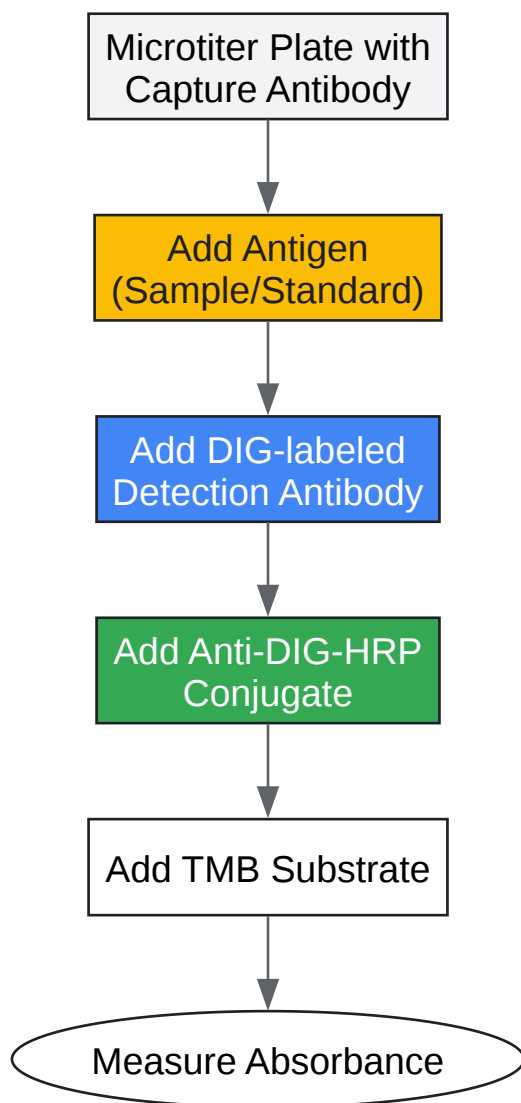 Microtiter Plate with
Capture Antibody
Add Antigen
(Sample/Standard)
Add DIG-labeled
Detection Antibody
Add Anti-DIG-HRP
Conjugate
Add TMB Substrate
Measure Absorbance